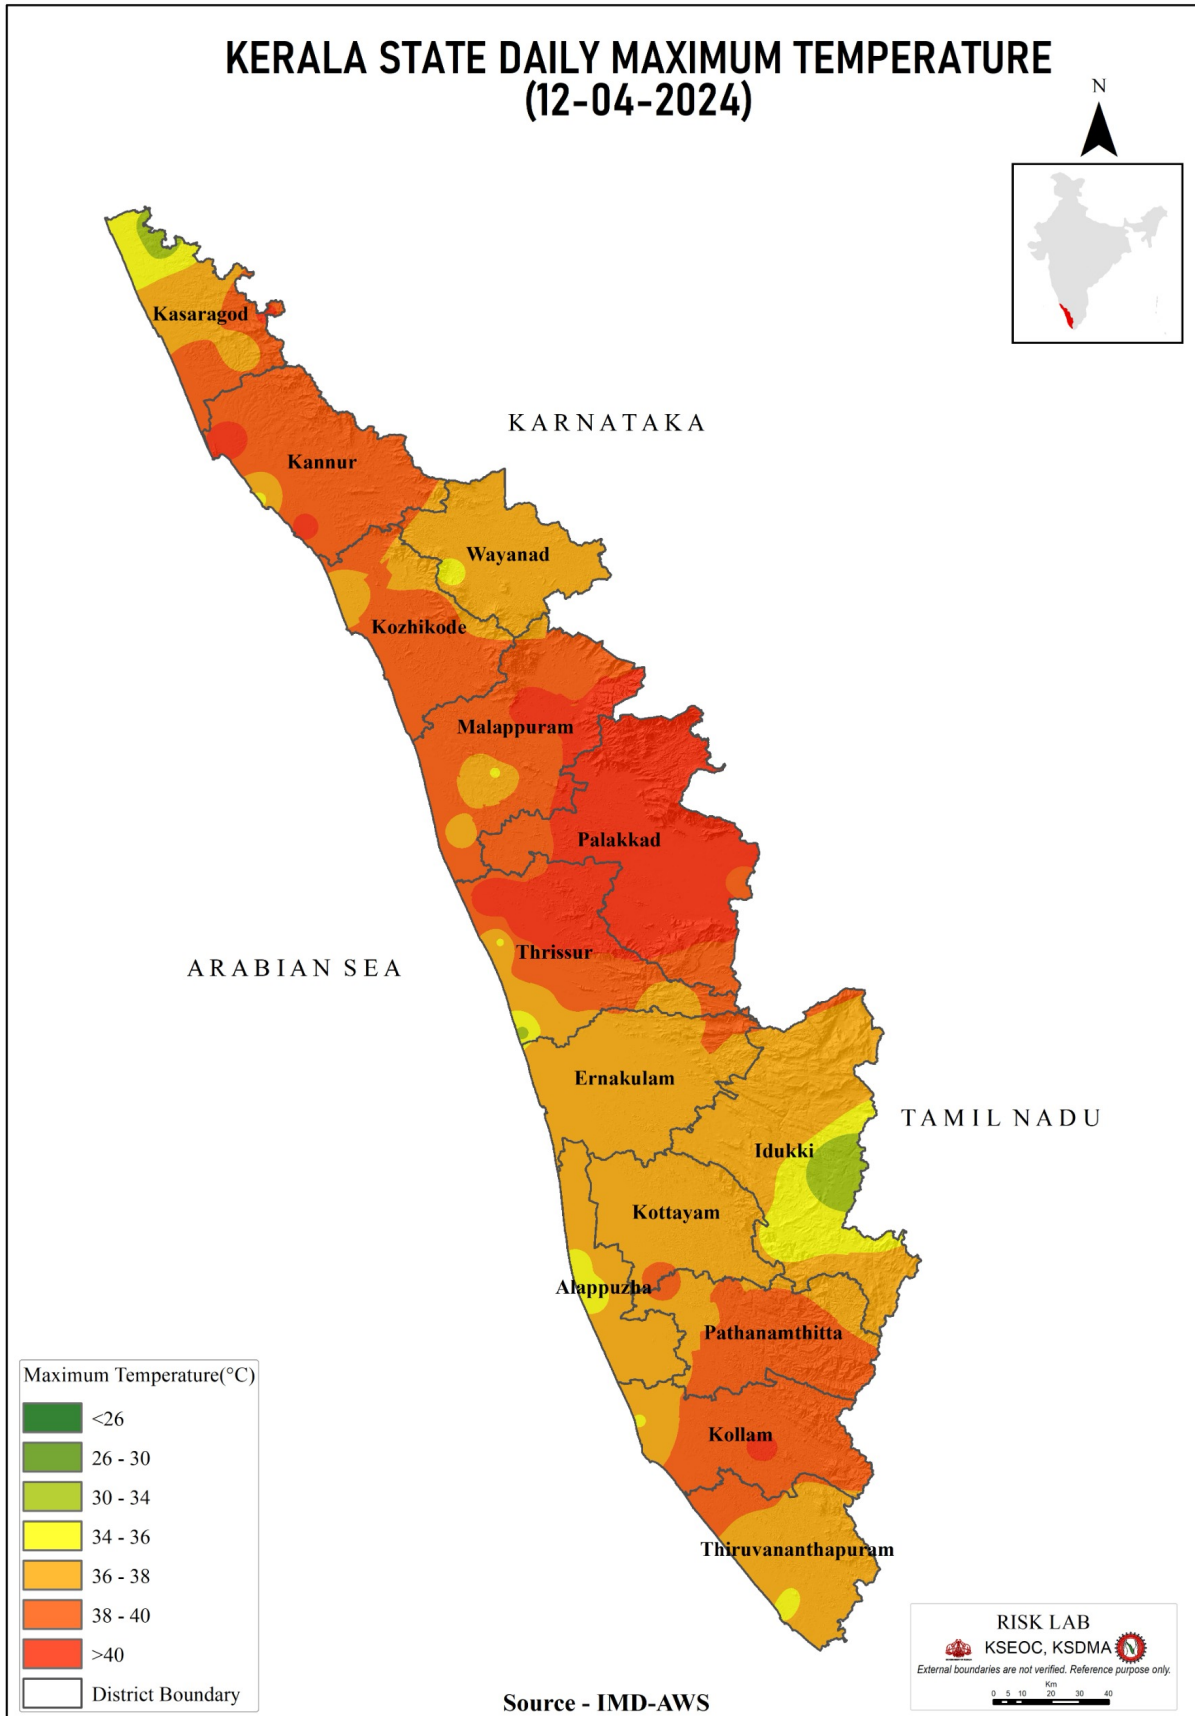 KERALA STATE DAILY MAXIMUM TEMPERATURE
(12-04-2024)
N
Kasaragod
KARNATAKA
Kannur
Wayanad
Kozhikode
Malappuram
Palakkad
Thrissur
ARABIAN SEA
Ernakulam
TAMIL NADU
Idukki
Kottayam
Alappuzha
Pathanamthitta
Kollam
Thiruvananthapuram
Maximum Temperature(°C)
<26
26 - 30
30 - 34
34 - 36
36 - 38
38 - 40
>40
District Boundary
RISK LAB
KSEOC, KSDMA
External boundaries are not verified. Reference purpose only.
Km
0 5 10 20 30 40
Source - IMD-AWS